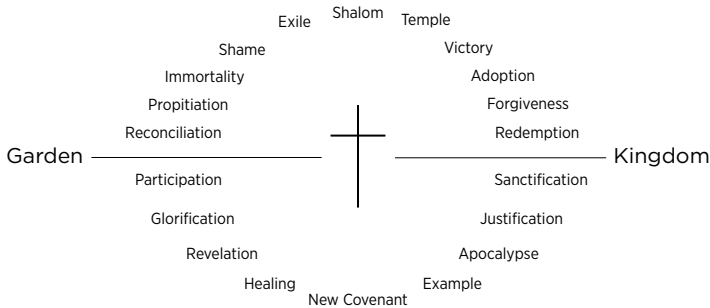 Shalom
Exile
Temple
Shame
Victory
Immortality
Adoption
Propitiation
Forgiveness
Reconciliation
Redemption
Garden
Kingdom
Participation
Sanctification
Glorification
Justification
Revelation
Apocalypse
Healing
Example
New Covenant